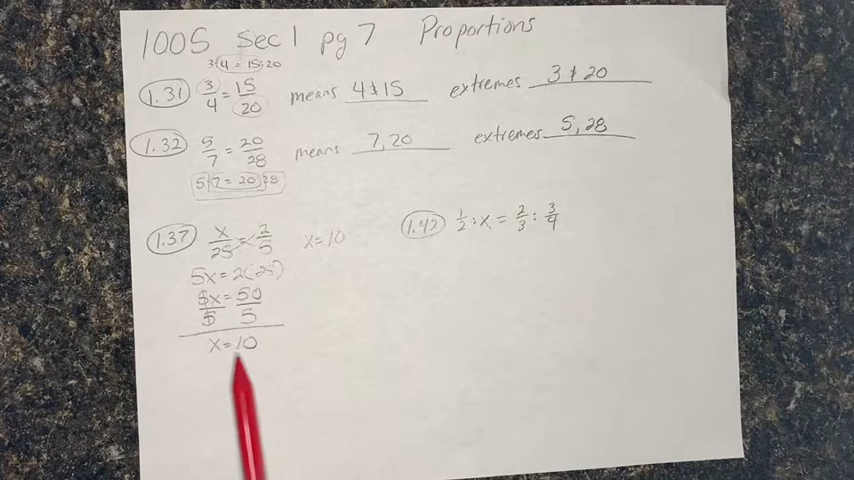 1005 Sec 1 pg 7 Proportions
3:4 = 15:20
1.31 3/4 = 15/20 means 4 & 15 extremes 3 & 20
1.32 5/7 = 20/28 means 7, 20 extremes 5, 28
5:7 = 20:28
1.37 x/25 = 2/5 x=10
5x = 2(25)
5x/5 = 50/5
x=10
1.42 1/2 : x = 2/3 : 3/4